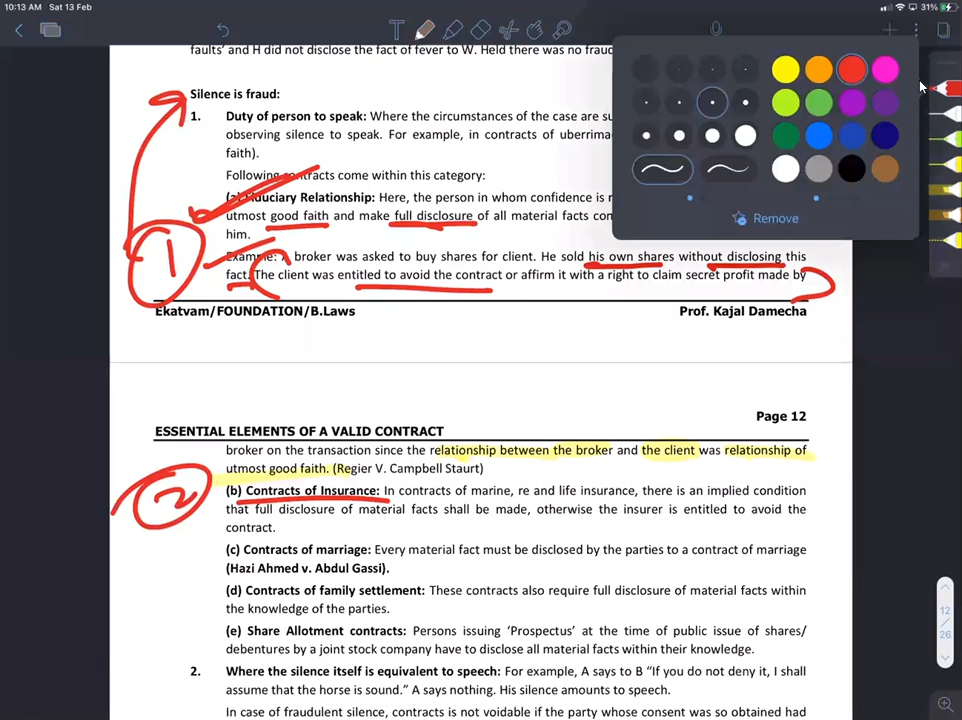 10:13 AM Sat 13 Feb
31%
faults' and H did not disclose the fact of fever to W. Held there was no frau
Silence is fraud:
1. Duty of person to speak: Where the circumstances of the case are su
observing silence to speak. For example, in contracts of uberrima
faith).
Following contracts come within this category:
(a) Fiduciary Relationship: Here, the person in whom confidence is r
utmost good faith and make full disclosure of all material facts con
him.
Example: A broker was asked to buy shares for client. He sold his own shares without disclosing this
fact. The client was entitled to avoid the contract or affirm it with a right to claim secret profit made by
Ekatvam/FOUNDATION/B.Laws Prof. Kajal Damecha
Page 12
ESSENTIAL ELEMENTS OF A VALID CONTRACT
broker on the transaction since the relationship between the broker and the client was relationship of
utmost good faith. (Regier V. Campbell Staurt)
(b) Contracts of Insurance: In contracts of marine, re and life insurance, there is an implied condition
that full disclosure of material facts shall be made, otherwise the insurer is entitled to avoid the
contract.
(c) Contracts of marriage: Every material fact must be disclosed by the parties to a contract of marriage
(Hazi Ahmed v. Abdul Gassi).
(d) Contracts of family settlement: These contracts also require full disclosure of material facts within
the knowledge of the parties.
(e) Share Allotment contracts: Persons issuing 'Prospectus' at the time of public issue of shares/
debentures by a joint stock company have to disclose all material facts within their knowledge.
2. Where the silence itself is equivalent to speech: For example, A says to B "If you do not deny it, I shall
assume that the horse is sound." A says nothing. His silence amounts to speech.
In case of fraudulent silence, contracts is not voidable if the party whose consent was so obtained had
1
2
Remove
12
/
26